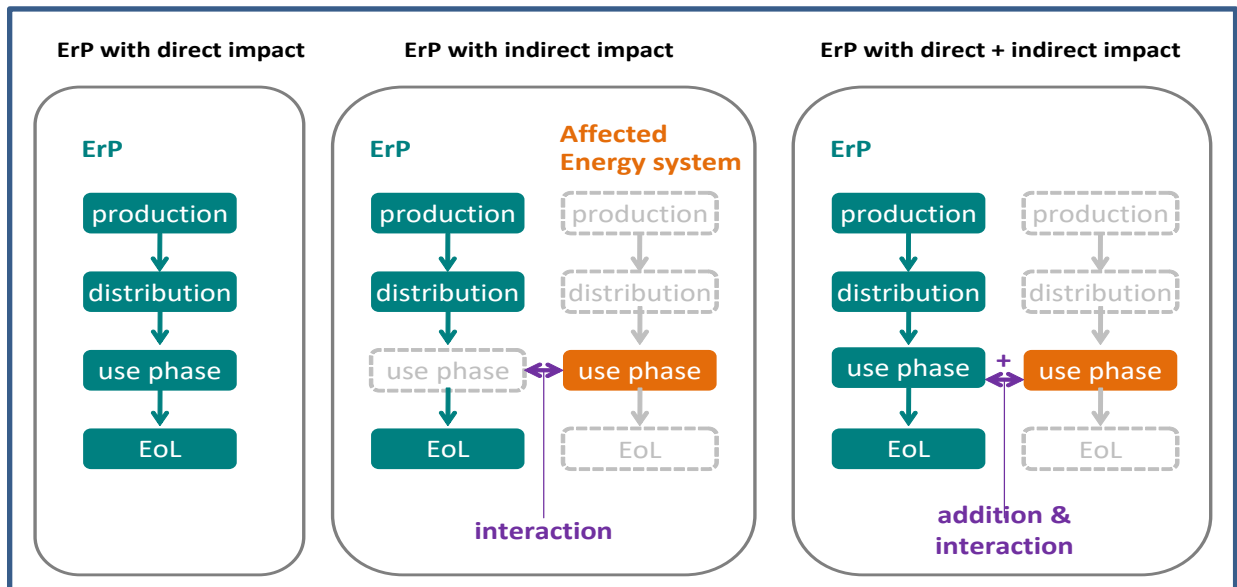 ErP with direct impact
ErP
production
distribution
use phase
EoL
ErP with indirect impact
ErP
production
distribution
use phase
EoL
Affected
Energy system
production
distribution
use phase
EoL
interaction
ErP with direct + indirect impact
ErP
production
distribution
use phase
EoL
production
distribution
+
use phase
EoL
addition &
interaction